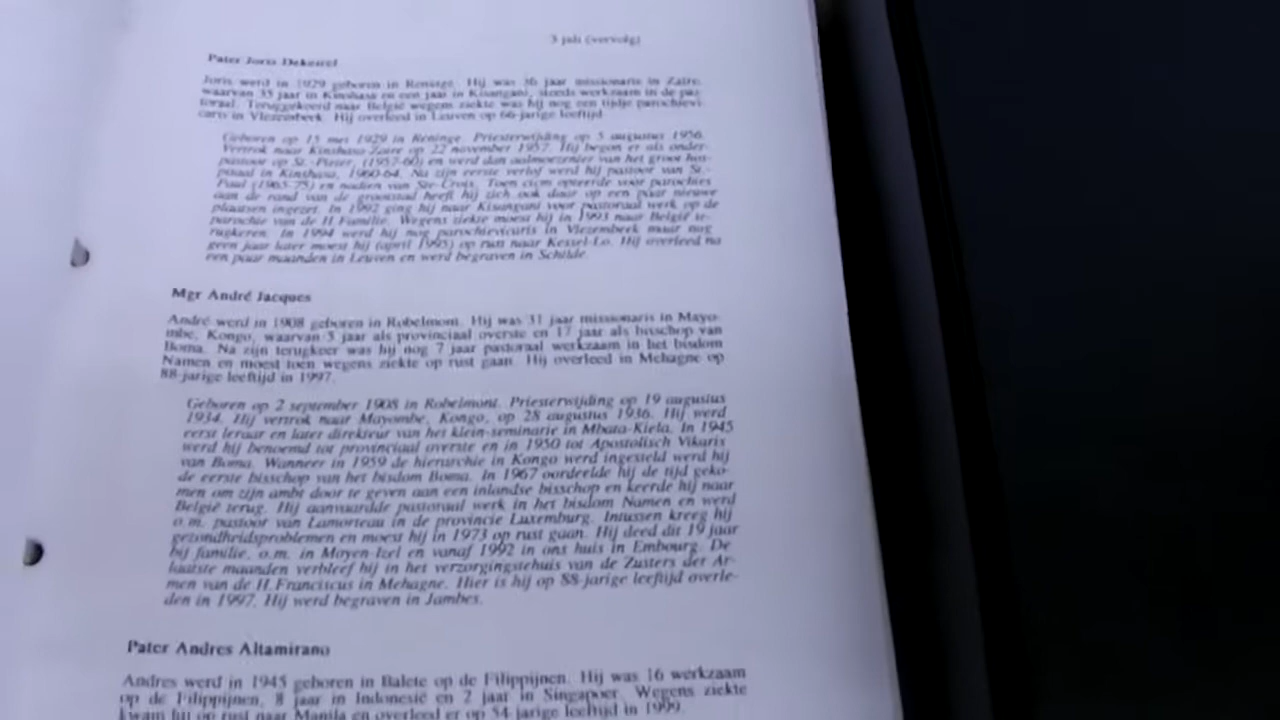 3 juli (vervolg)
Pater Joris
Joris werd in 1929 geboren in Reninge. Hij was 36 jaar missionaris in Zaïre,
waarvan 35 jaar in Kinshasa en een jaar in Kisangani, steeds werkzaam in de pas-
toraal. Teruggekeerd naar België wegens ziekte was hij nog een tijdje parochievi-
caris in Vlezenbeek. Hij overleed in Leuven op 66-jarige leeftijd
Geboren op 15 mei 1929 in Reninge. Priesterwijding op 5 augustus 1956.
Vertrok naar Kinshasa-Zaïre op 22 november 1957. Hij begon er als onder-
pastoor op St.-Pieter, (1957-60) en werd dan aalmoezenier van het groot hos-
pitaal in Kinshasa, 1960-64. Na zijn eerste verlof werd hij pastoor van St.-
Paul (1965-75) en nadien van Ste-Croix. Toen cicm opteerde voor parochies
aan de rand van de grootstad heeft hij zich ook daar op een paar nieuwe
plaatsen ingezet. In 1992 ging hij naar Kisangani voor pastoraal werk op de
parochie van de H Familie. Wegens ziekte moest hij in 1993 naar België te-
rugkeren. In 1994 werd hij nog parochievicaris in Vlezenbeek maar nog
geen jaar later moest hij (april 1995) op rust naar Kessel-Lo. Hij overleed na
een paar maanden in Leuven en werd begraven in Schilde.
Mgr André Jacques
André werd in 1908 geboren in Robelmont. Hij was 31 jaar missionaris in Mayo-
mbe, Kongo, waarvan 5 jaar als provinciaal overste en 17 jaar als bisschop van
Boma. Na zijn terugkeer was hij nog 7 jaar pastoraal werkzaam in het bisdom
Namen en moest toen wegens ziekte op rust gaan. Hij overleed in Mehagne op
88-jarige leeftijd in 1997.
Geboren op 2 september 1908 in Robelmont. Priesterwijding op 19 augustus
1934. Hij vertrok naar Mayombe, Kongo, op 28 augustus 1936. Hij werd
eerst leraar en later direkteur van het klein-seminarie in Mbata-Kiela. In 1945
werd hij benoemd tot provinciaal overste en in 1950 tot Apostolisch Vikaris
van Boma. Wanneer in 1959 de hierarchie in Kongo werd ingesteld werd hij
de eerste bisschop van het bisdom Boma. In 1967 oordeelde hij de tijd geko-
men om zijn ambt door te geven aan een inlandse bisschop en keerde hij naar
België terug. Hij aanvaardde pastoraal werk in het bisdom Namen en werd
o.m. pastoor van Lamorteau in de provincie Luxemburg. Intussen kreeg hij
gezondheidsproblemen en moest hij in 1973 op rust gaan. Hij deed dit 19 jaar
bij familie, o.m. in Moyen-Izel en vanaf 1992 in ons huis in Embourg. De
laatste maanden verbleef hij in het verzorgingstehuis van de Zusters der Ar-
men van de H.Franciscus in Mehagne. Hier is hij op 88-jarige leeftijd overle-
den in 1997. Hij werd begraven in Jambes.
Pater Andres Altamirano
Andres werd in 1945 geboren in Balete op de Filippijnen. Hij was 16 werkzaam
op de Filippijnen, 8 jaar in Indonesië en 2 jaar in Singapoer. Wegens ziekte
kwam hij op rust naar Manila en overleed er op 54-jarige leeftijd in 1999.